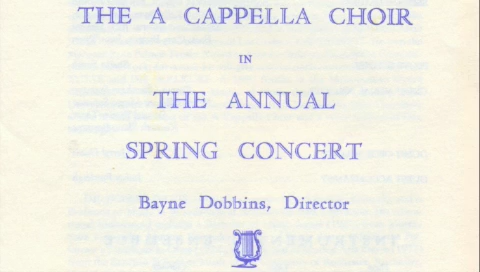 THE A CAPPELLA CHOIR
IN
THE ANNUAL
SPRING CONCERT
Bayne Dobbins, Director